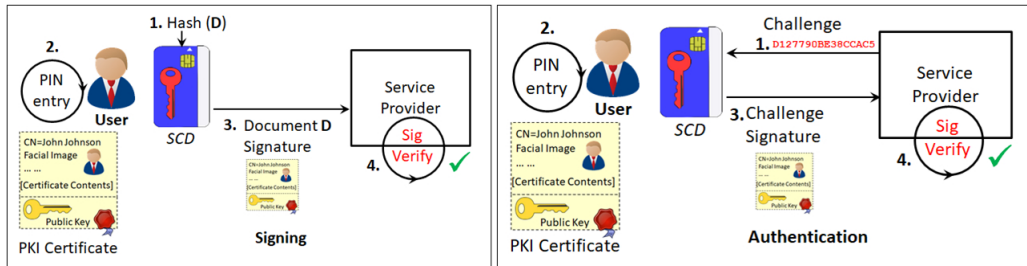 1. Hash (D)
2.
PIN
entry
User
SCD
3. Document D
Signature
Service
Provider
Sig
Verify
4.
CN=John Johnson
Facial Image
... ...
[Certificate Contents]
Public Key
PKI Certificate
CN=John Johnson
Facial Image
... ...
[Certificate Contents]
Public Key
Signing
Challenge
1. D127790BE38CCAC5
2.
PIN
entry
User
SCD
3. Challenge
Signature
Service
Provider
Sig
Verify
4.
CN=John Johnson
Facial Image
... ...
[Certificate Contents]
Public Key
PKI Certificate
CN=John Johnson
Facial Image
... ...
[Certificate Contents]
Public Key
Authentication